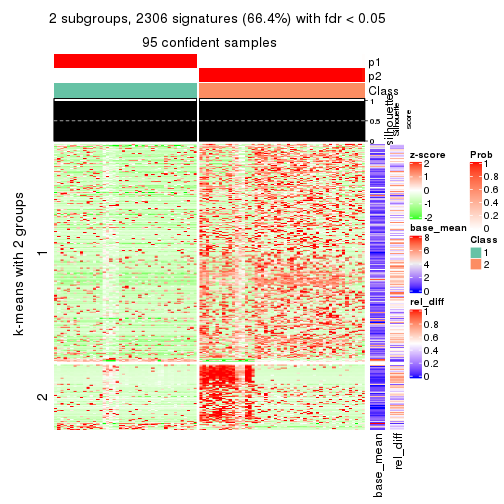 2 subgroups, 2306 signatures (66.4%) with fdr < 0.05
95 confident samples
p1
p2
Class
silhouette
Silhouette
score
1
0.5
0
k-means with 2 groups
1
2
base_mean
rel_diff
z-score
2
1
0
-1
-2
base_mean
8
6
4
2
0
rel_diff
1
0.8
0.6
0.4
0.2
0
Prob
1
0.8
0.6
0.4
0.2
0
Class
1
2